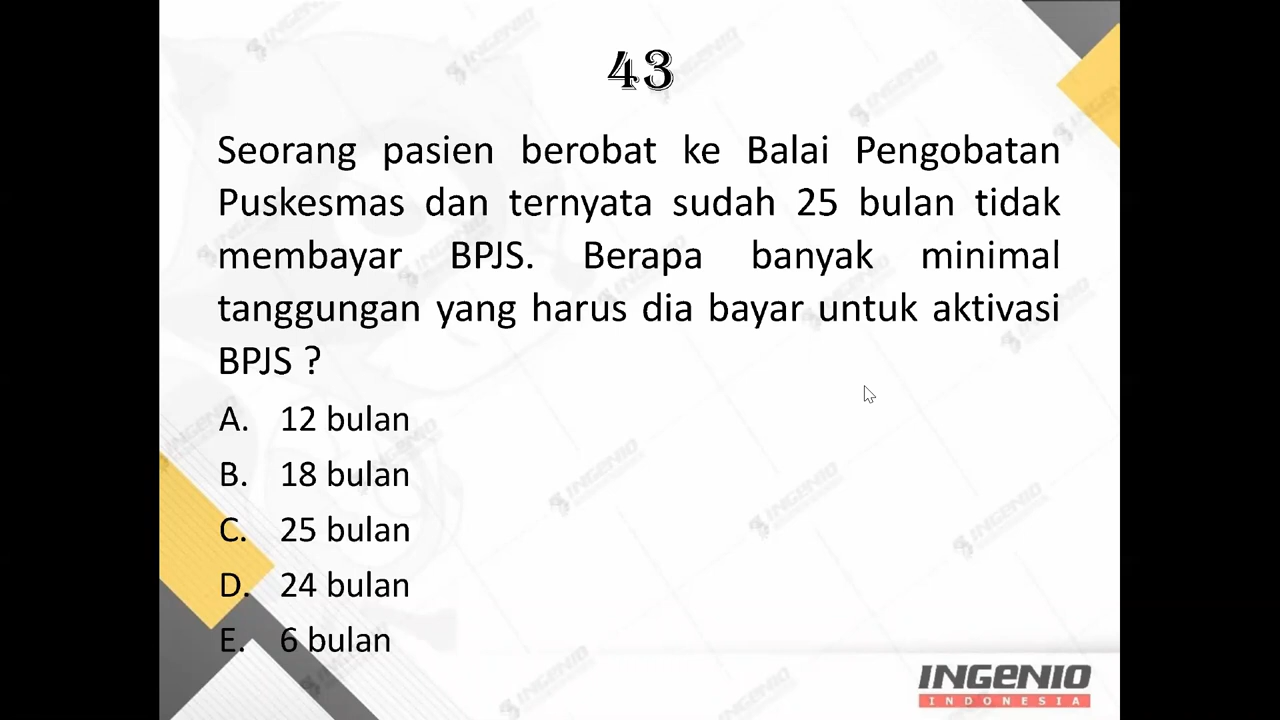 43
Seorang pasien berobat ke Balai Pengobatan
Puskesmas dan ternyata sudah 25 bulan tidak
membayar BPJS. Berapa banyak minimal
tanggungan yang harus dia bayar untuk aktivasi
BPJS ?
A. 12 bulan
B. 18 bulan
C. 25 bulan
D. 24 bulan
E. 6 bulan
INGENIO
INDONESIA